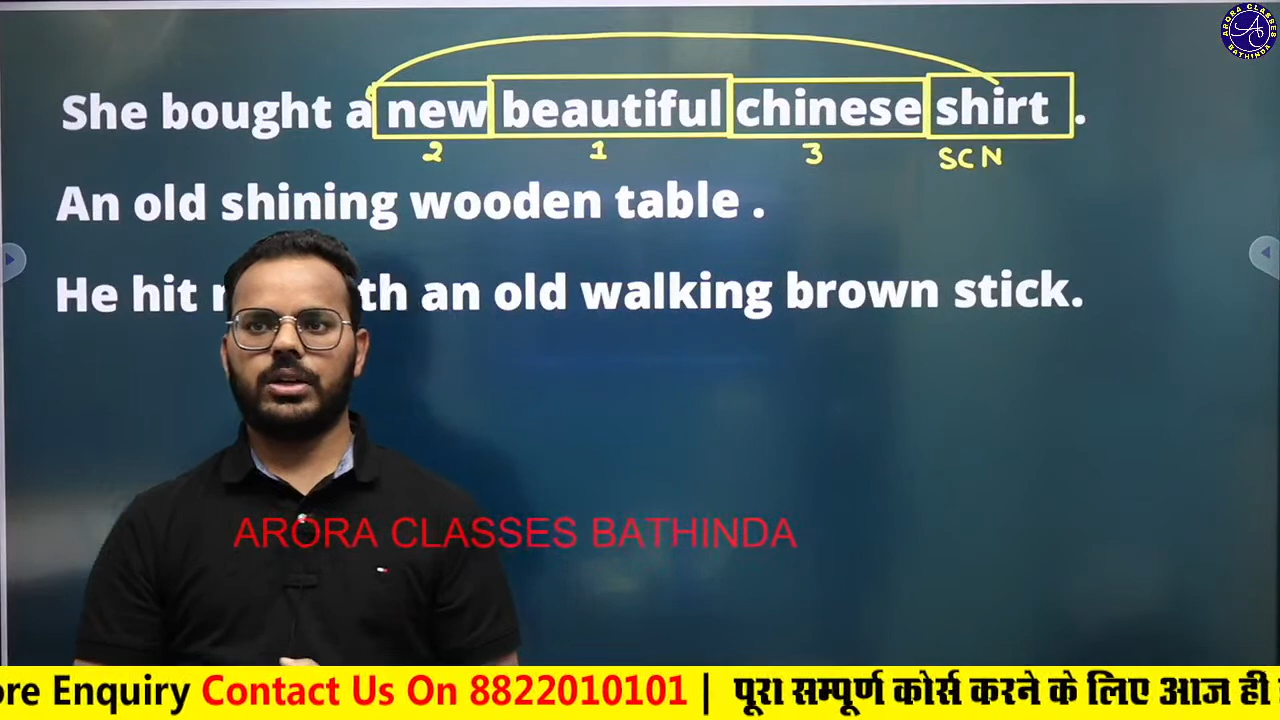 ARORA CLASSES
BATHINDA
She bought a new beautiful chinese shirt .
2 1 3 SCN
An old shining wooden table .
He hit th an old walking brown stick.
ARORA CLASSES BATHINDA
ore Enquiry Contact Us On 8822010101 | पूरा सम्पूर्ण कोर्स करने के लिए आज ही